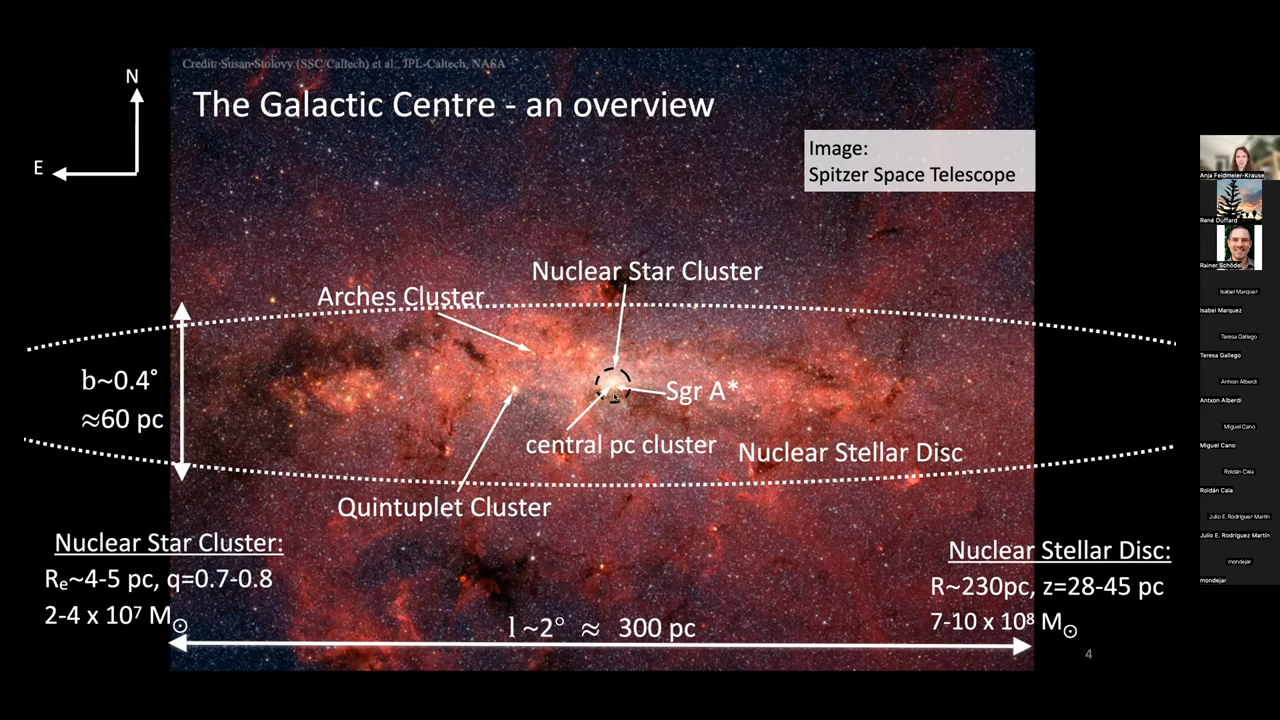 Credit: Susan Stolovy (SSC/Caltech) et al., JPL-Caltech, NASA
N
The Galactic Centre - an overview
E
Image:
Spitzer Space Telescope
Nuclear Star Cluster
Arches Cluster
b~0.4°
≈60 pc
Sgr A*
central pc cluster
Nuclear Stellar Disc
Quintuplet Cluster
Nuclear Star Cluster:
Rₑ~4-5 pc, q=0.7-0.8
2-4 x 10⁷ M☉
Nuclear Stellar Disc:
R~230pc, z=28-45 pc
7-10 x 10⁸ M☉
l ~2° ≈ 300 pc
4
Anja Feldmeier-Krause
René Duffard
Rainer Schödel
Isabel Marquez
Isabel Marquez
Teresa Gallego
Teresa Gallego
Antxon Alberdi
Antxon Alberdi
Miguel Cano
Miguel Cano
Roldán Cala
Roldán Cala
Julio E. Rodríguez Martín
Julio E. Rodríguez Martín
mondejar
mondejar